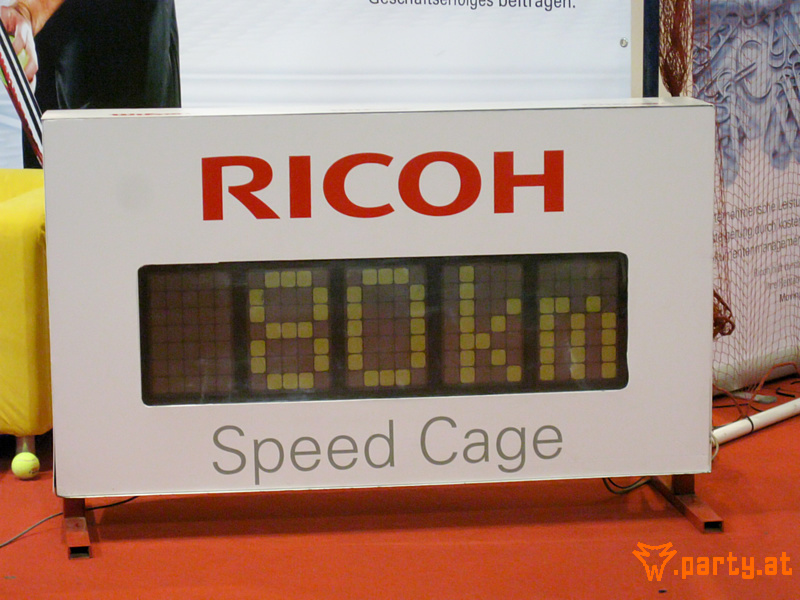 Geschäftserfolges beitragen.
RICOH
80km
Speed Cage
w.party.at